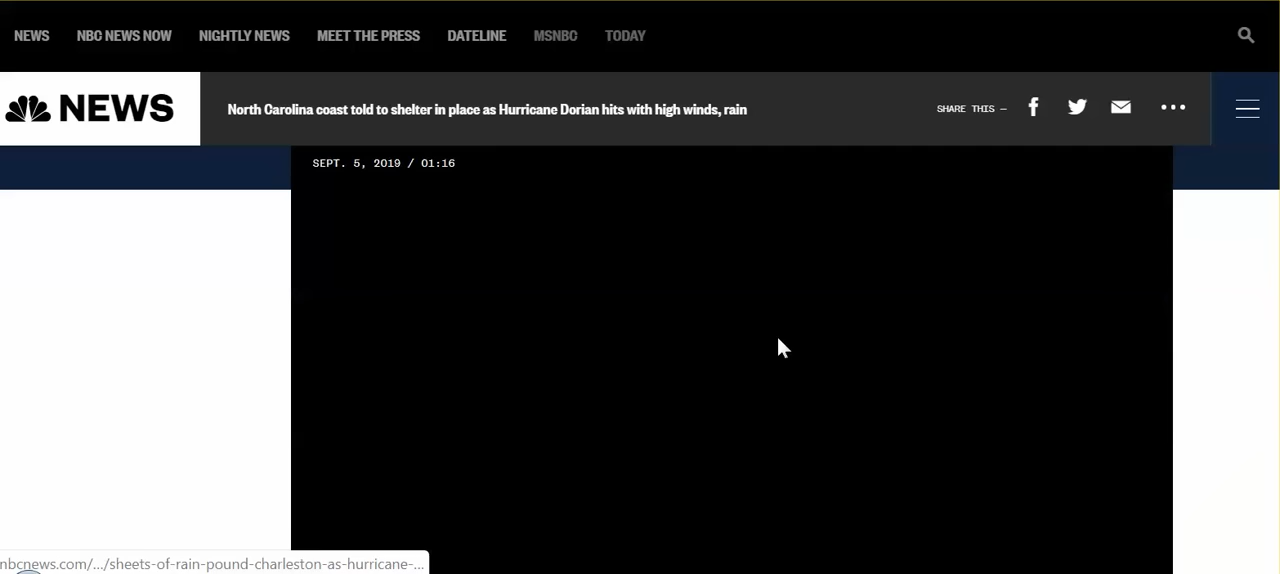 NEWS NBC NEWS NOW NIGHTLY NEWS MEET THE PRESS DATELINE MSNBC TODAY
NEWS North Carolina coast told to shelter in place as Hurricane Dorian hits with high winds, rain SHARE THIS —
SEPT. 5, 2019 / 01:16
nbcnews.com/.../sheets-of-rain-pound-charleston-as-hurricane-...